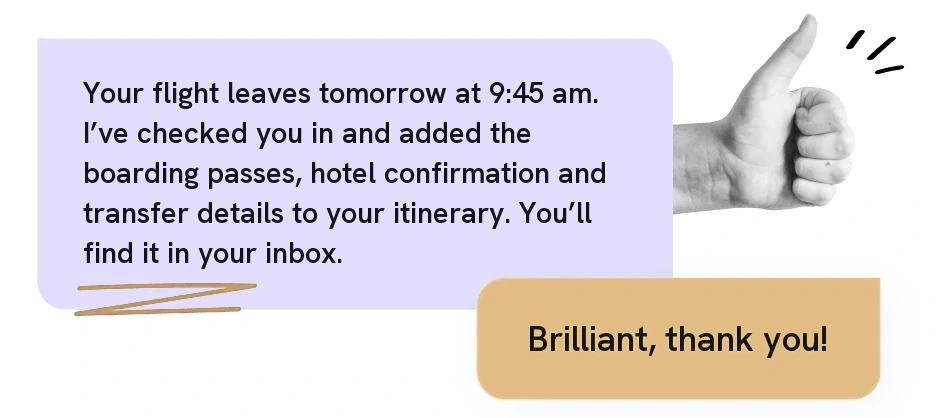 Your flight leaves tomorrow at 9:45 am.
I’ve checked you in and added the
boarding passes, hotel confirmation and
transfer details to your itinerary. You’ll
find it in your inbox.
Brilliant, thank you!